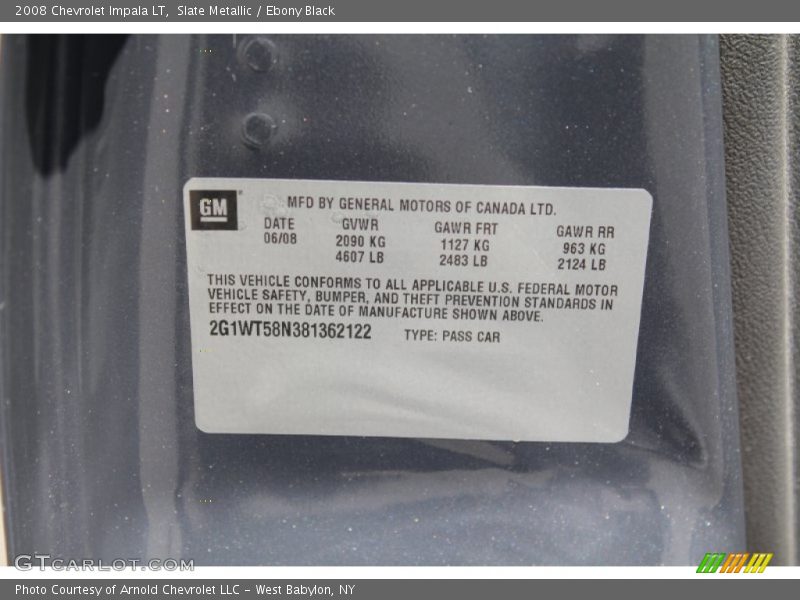 2008 Chevrolet Impala LT, Slate Metallic / Ebony Black
GM
MFD BY GENERAL MOTORS OF CANADA LTD.
DATE GVWR GAWR FRT GAWR RR
06/08 2090 KG 1127 KG 963 KG
4607 LB 2483 LB 2124 LB
THIS VEHICLE CONFORMS TO ALL APPLICABLE U.S. FEDERAL MOTOR
VEHICLE SAFETY, BUMPER, AND THEFT PREVENTION STANDARDS IN
EFFECT ON THE DATE OF MANUFACTURE SHOWN ABOVE.
2G1WT58N381362122 TYPE: PASS CAR
GTCARLOT.COM
Photo Courtesy of Arnold Chevrolet LLC - West Babylon, NY